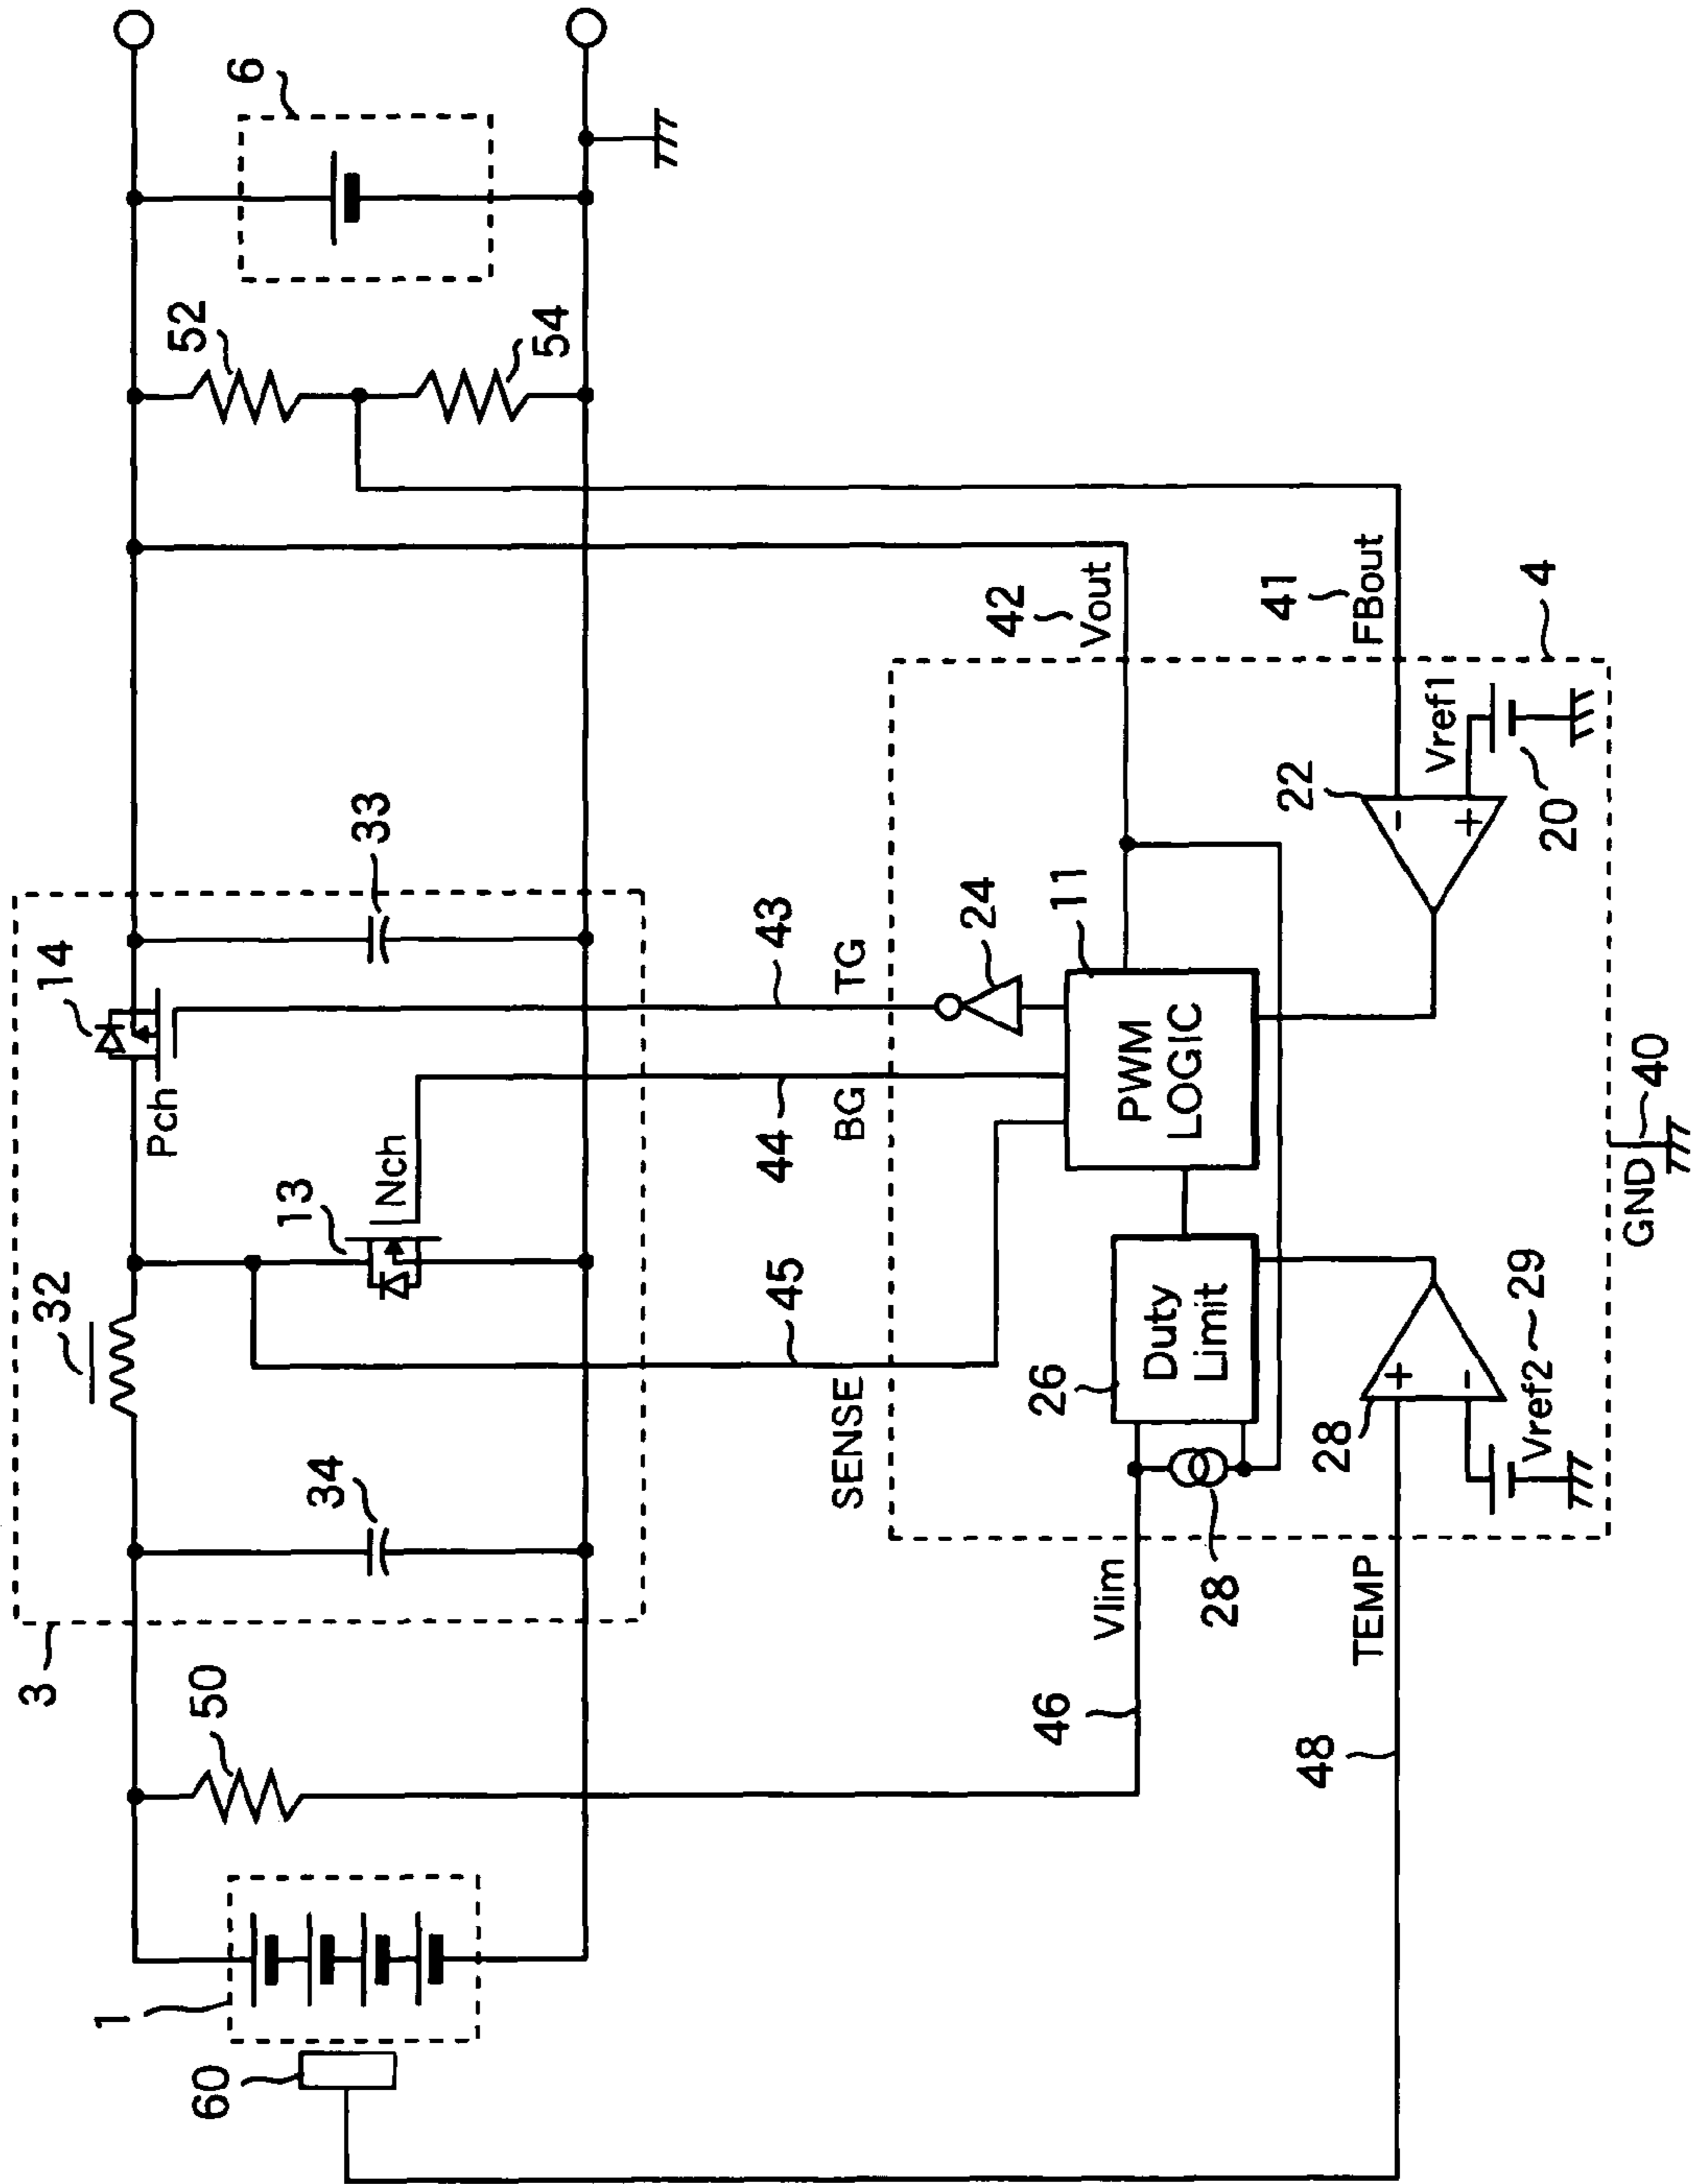 3
32
14
Pch
50
34
13
Nch
33
52
54
6
1
60
SENSE
45
44
BG
43
TG
42
Vout
41
FBout
4
46
Vlim
28
26
Duty
Limit
PWM
LOGIC
11
24
22
Vref1
20
48
TEMP
28
Vref2
29
GND
40